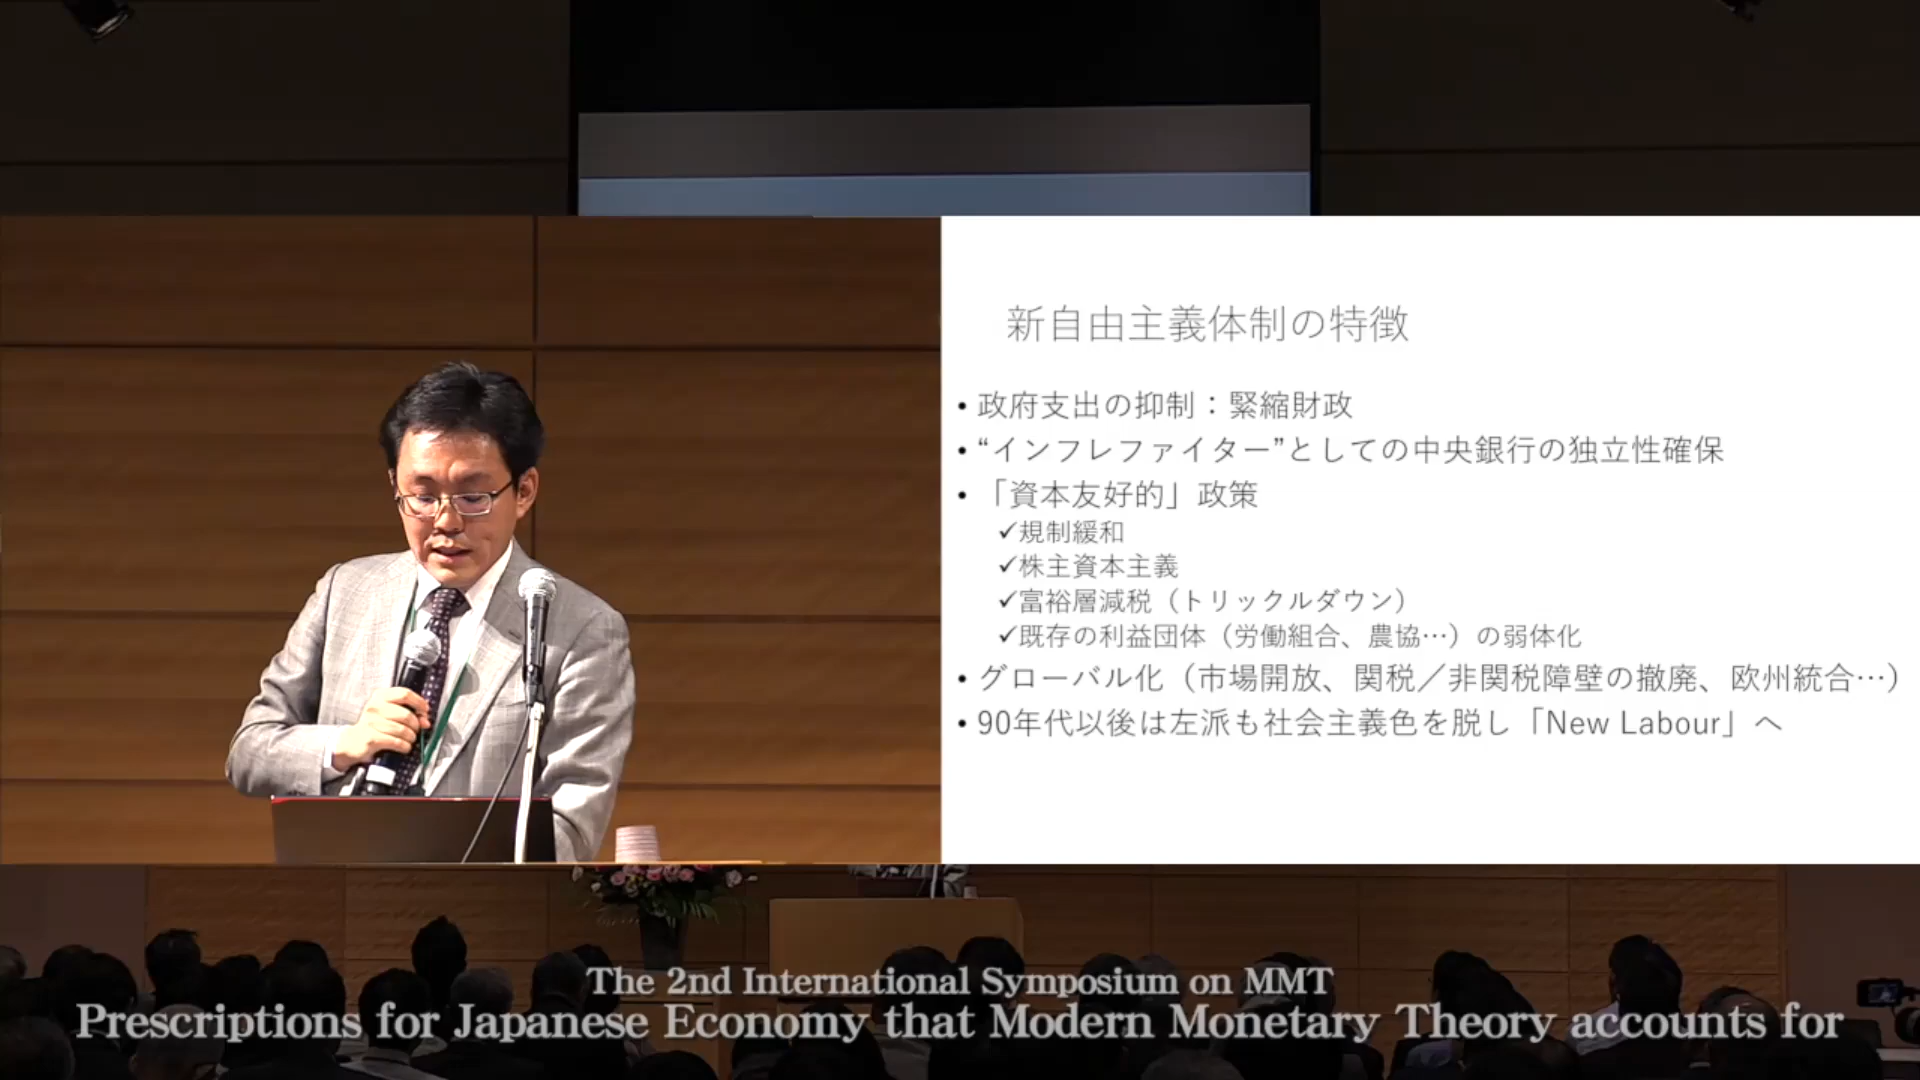 新自由主義体制の特徴
• 政府支出の抑制：緊縮財政
• “インフレファイター”としての中央銀行の独立性確保
• 「資本友好的」政策
✓規制緩和
✓株主資本主義
✓富裕層減税（トリックルダウン）
✓既存の利益団体（労働組合、農協…）の弱体化
• グローバル化（市場開放、関税／非関税障壁の撤廃、欧州統合…）
• 90年代以後は左派も社会主義色を脱し「New Labour」へ
The 2nd International Symposium on MMT
Prescriptions for Japanese Economy that Modern Monetary Theory accounts for